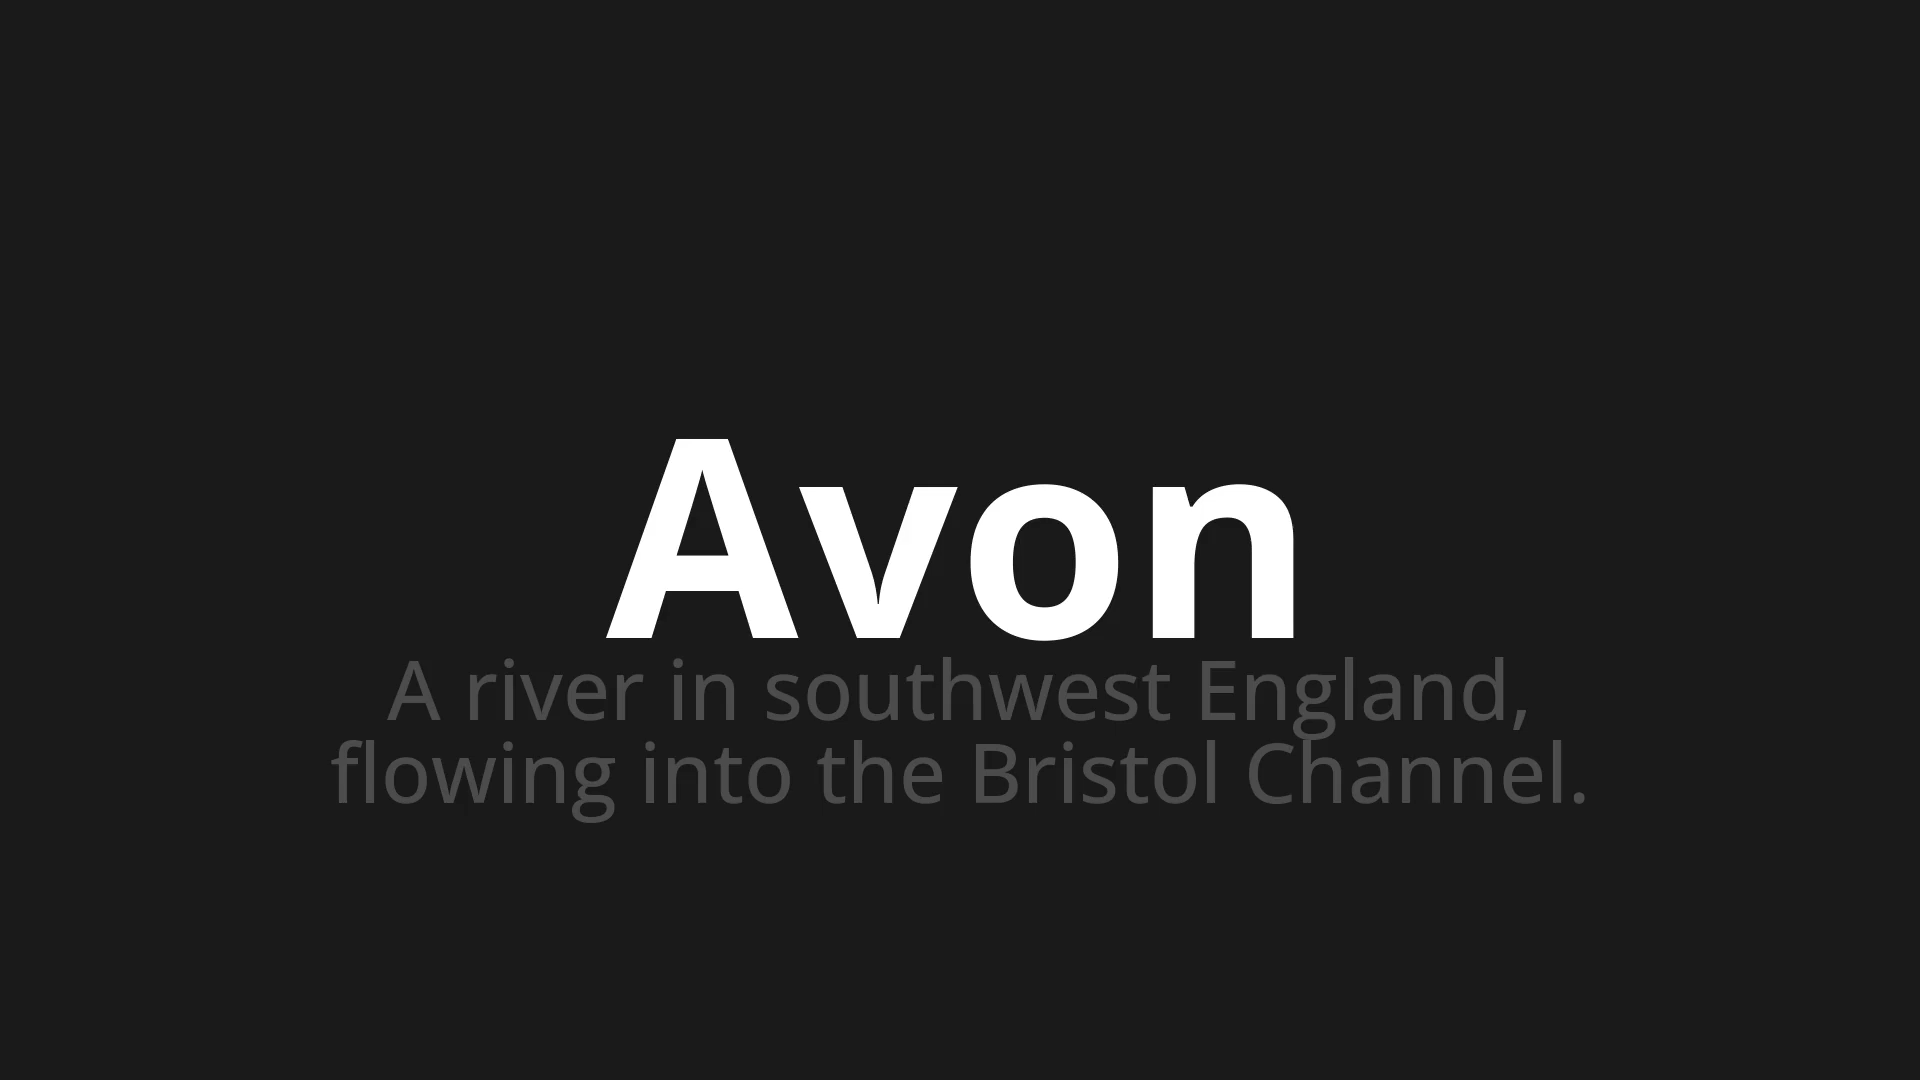 Avon
A river in southwest England,
flowing into the Bristol Channel.